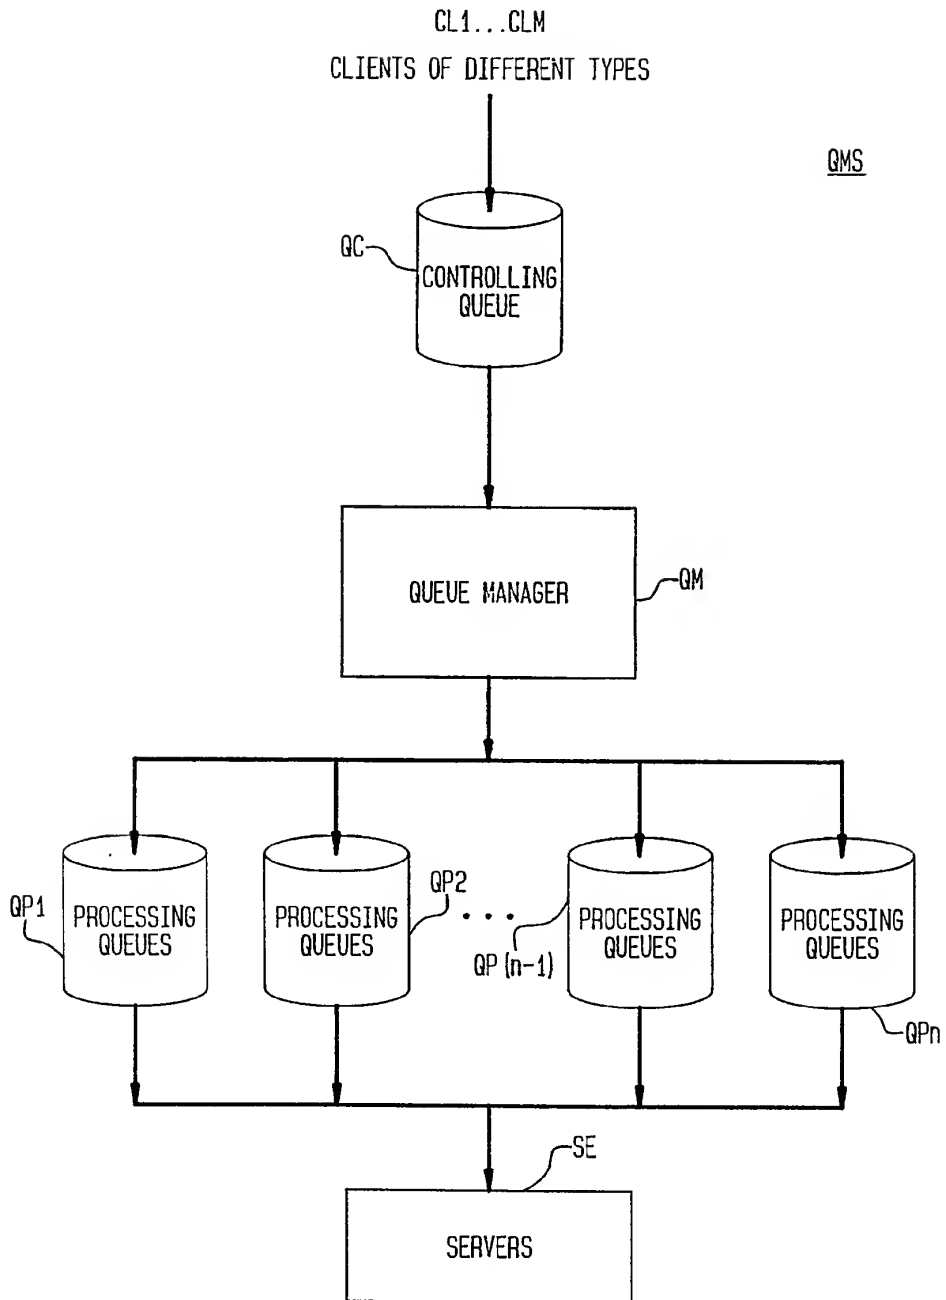 CL1...CLM
CLIENTS OF DIFFERENT TYPES
QMS
QC
CONTROLLING
QUEUE
QUEUE MANAGER
QM
QP1
PROCESSING
QUEUES
PROCESSING
QUEUES
QP2
...
QP(n-1)
PROCESSING
QUEUES
PROCESSING
QUEUES
QPn
SE
SERVERS